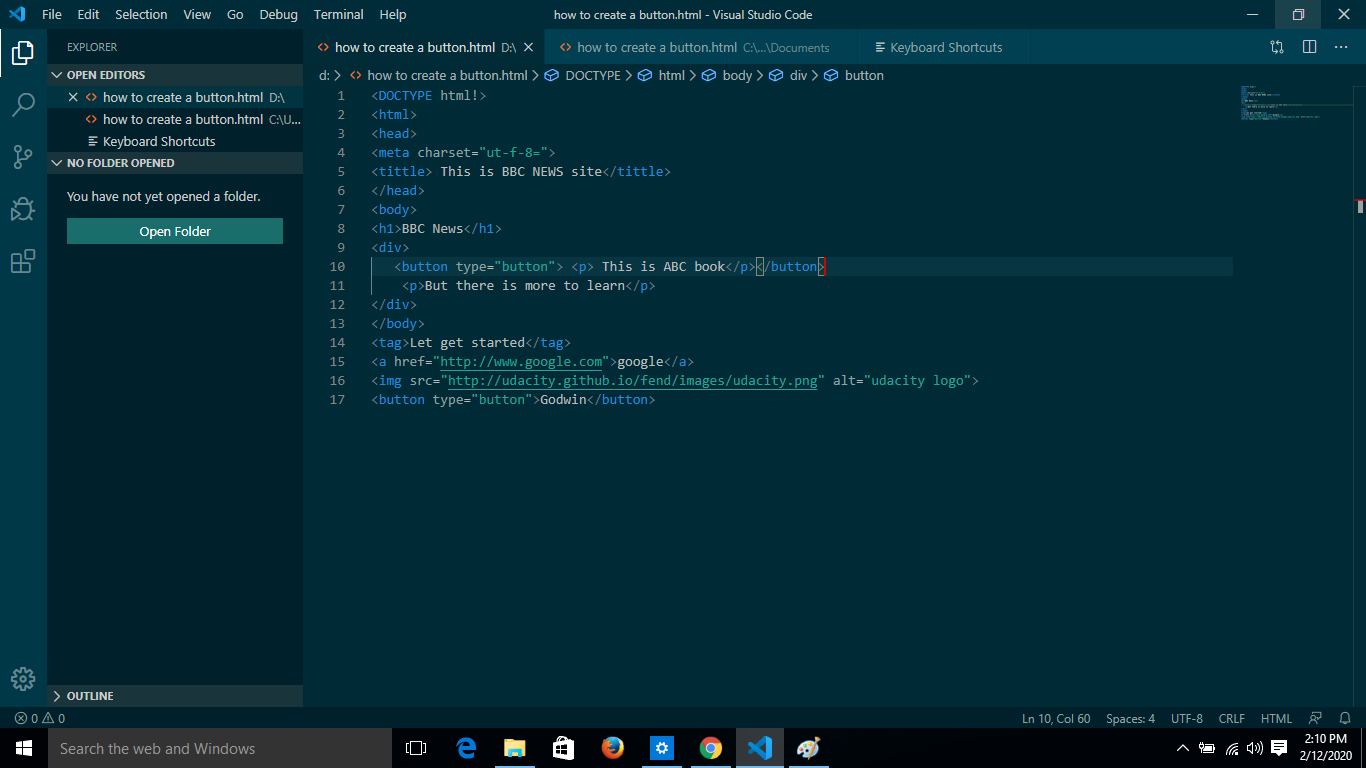 File Edit Selection View Go Debug Terminal Help how to create a button.html - Visual Studio Code
EXPLORER
OPEN EDITORS
how to create a button.html D:\
how to create a button.html C:\U...
Keyboard Shortcuts
NO FOLDER OPENED
You have not yet opened a folder.
Open Folder
OUTLINE
how to create a button.html D:\ how to create a button.html C:\...\Documents Keyboard Shortcuts
d: > how to create a button.html > DOCTYPE > html > body > div > button
1 <DOCTYPE html!>
2 <html>
3 <head>
4 <meta charset="ut-f-8=">
5 <tittle> This is BBC NEWS site</tittle>
6 </head>
7 <body>
8 <h1>BBC News</h1>
9 <div>
10 <button type="button"> <p> This is ABC book</p></button>
11 <p>But there is more to learn</p>
12 </div>
13 </body>
14 <tag>Let get started</tag>
15 <a href="http://www.google.com">google</a>
16 <img src="http://udacity.github.io/fend/images/udacity.png" alt="udacity logo">
17 <button type="button">Godwin</button>
0 0 Ln 10, Col 60 Spaces: 4 UTF-8 CRLF HTML
Search the web and Windows
2:10 PM
2/12/2020